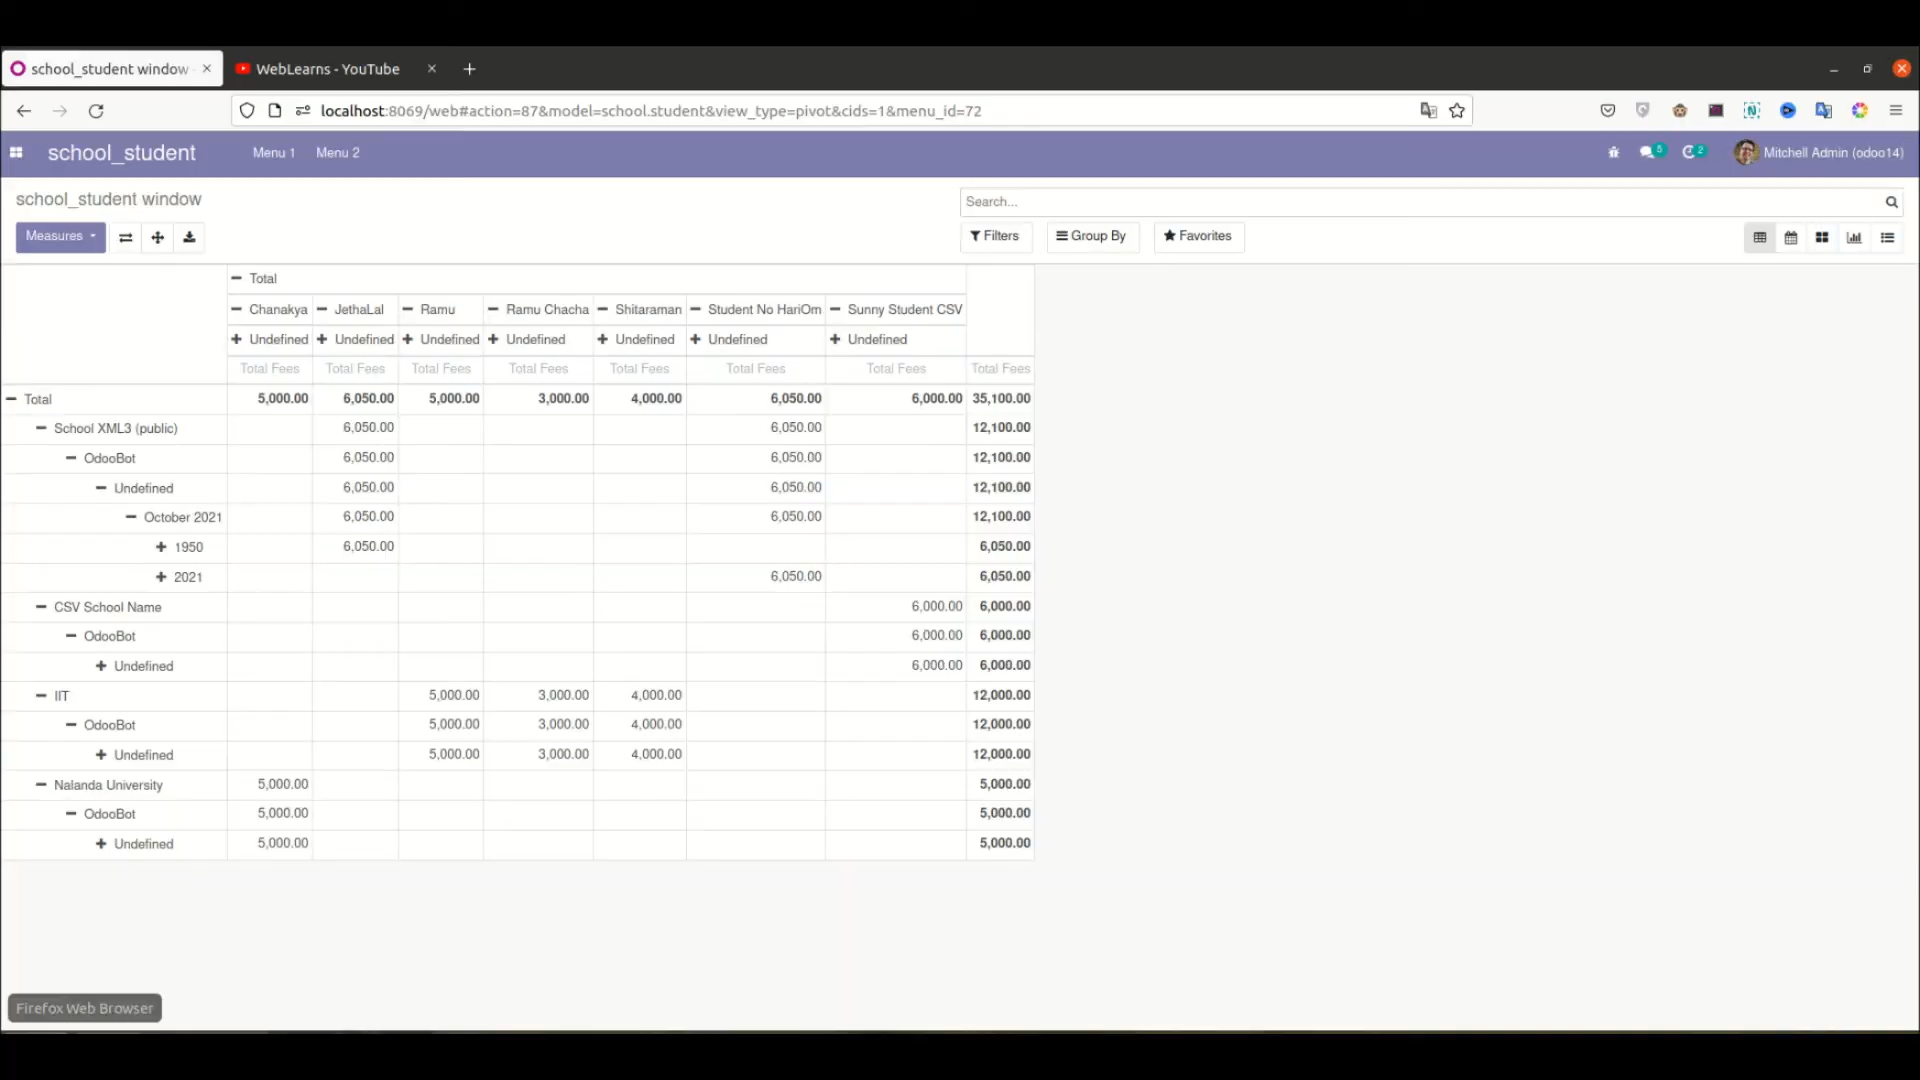 school_student window
WebLearns - YouTube
localhost:8069/web#action=87&model=school.student&view_type=pivot&cids=1&menu_id=72
school_student Menu 1 Menu 2 5 2 Mitchell Admin (odoo14)
school_student window
Search...
Measures
Filters Group By Favorites
Total
Chanakya JethaLal Ramu Ramu Chacha Shitaraman Student No HariOm Sunny Student CSV
Undefined Undefined Undefined Undefined Undefined Undefined Undefined
Total Fees Total Fees Total Fees Total Fees Total Fees Total Fees Total Fees Total Fees
Total 5,000.00 6,050.00 5,000.00 3,000.00 4,000.00 6,050.00 6,000.00 35,100.00
School XML3 (public) 6,050.00 6,050.00 12,100.00
OdooBot 6,050.00 6,050.00 12,100.00
Undefined 6,050.00 6,050.00 12,100.00
October 2021 6,050.00 6,050.00 12,100.00
1950 6,050.00 6,050.00
2021 6,050.00 6,050.00
CSV School Name 6,000.00 6,000.00
OdooBot 6,000.00 6,000.00
Undefined 6,000.00 6,000.00
IIT 5,000.00 3,000.00 4,000.00 12,000.00
OdooBot 5,000.00 3,000.00 4,000.00 12,000.00
Undefined 5,000.00 3,000.00 4,000.00 12,000.00
Nalanda University 5,000.00 5,000.00
OdooBot 5,000.00 5,000.00
Undefined 5,000.00 5,000.00
Firefox Web Browser